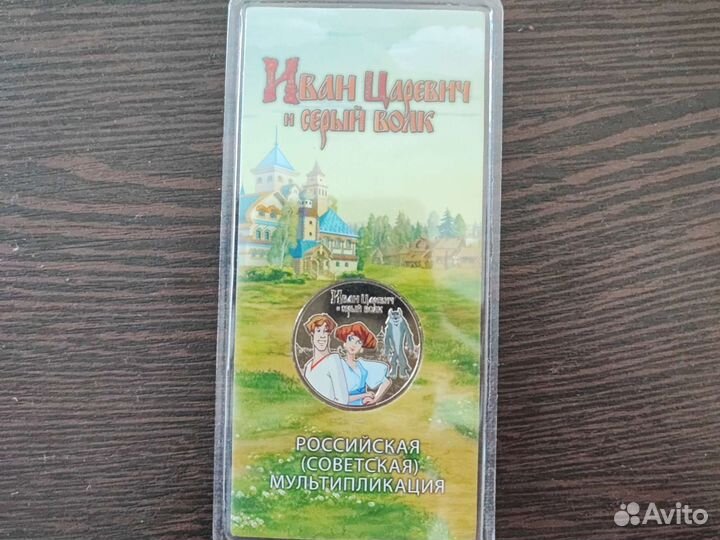 Иван Царевич
и серый волк
Иван Царевич
и серый волк
РОССИЙСКАЯ
(СОВЕТСКАЯ)
МУЛЬТИПЛИКАЦИЯ
Avito